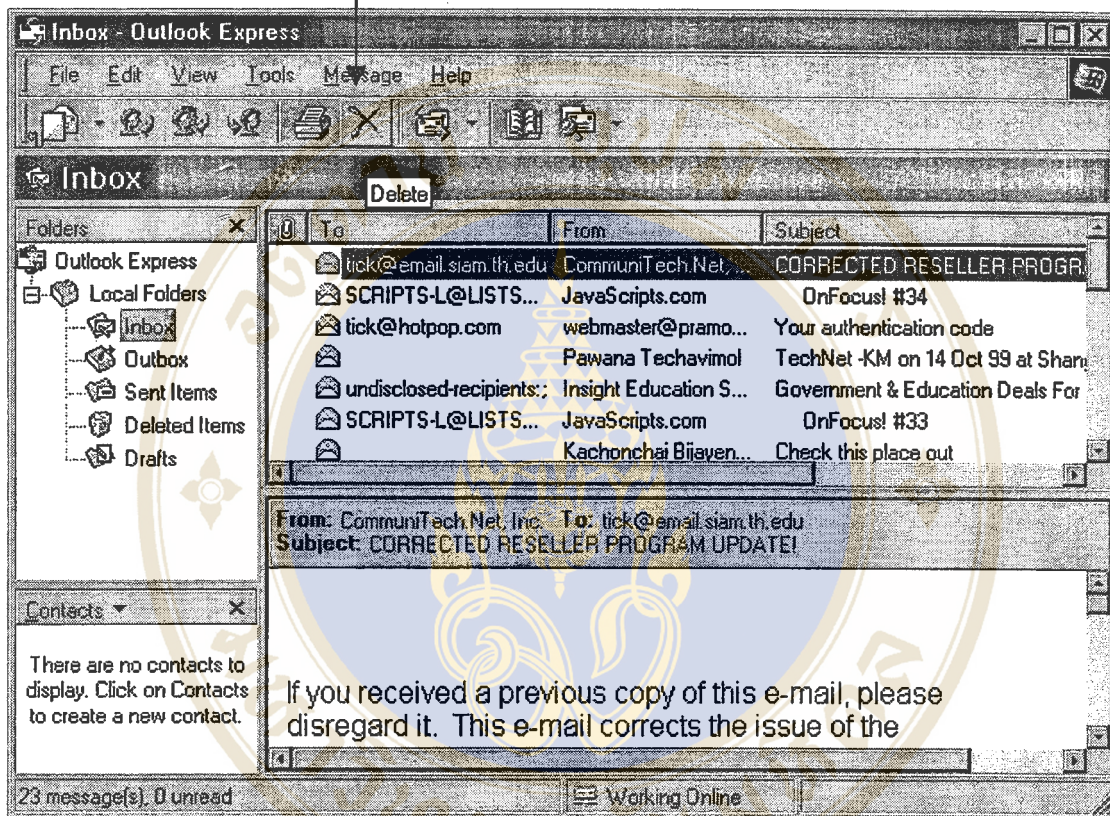 Inbox - Outlook Express
File Edit View Tools Message Help
Inbox
Delete
Folders
To From Subject
Outlook Express
Local Folders
Inbox
Outbox
Sent Items
Deleted Items
Drafts
tick@email.siam.th.edu CommuniTech.Net, ... CORRECTED RESELLER PROGR
SCRIPTS-L@LISTS... JavaScripts.com OnFocus! #34
tick@hotpop.com webmaster@pramo... Your authentication code
Pawana Techavimol TechNet -KM on 14 Oct 99 at Shan
undisclosed-recipients:; Insight Education S... Government & Education Deals For
SCRIPTS-L@LISTS... JavaScripts.com OnFocus! #33
Kachonchai Bijayen... Check this place out
From: CommuniTech.Net, Inc. To: tick@email.siam.th.edu
Subject: CORRECTED RESELLER PROGRAM UPDATE!
Contacts
There are no contacts to
display. Click on Contacts
to create a new contact.
If you received a previous copy of this e-mail, please
disregard it. This e-mail corrects the issue of the
23 message(s), 0 unread
Working Online